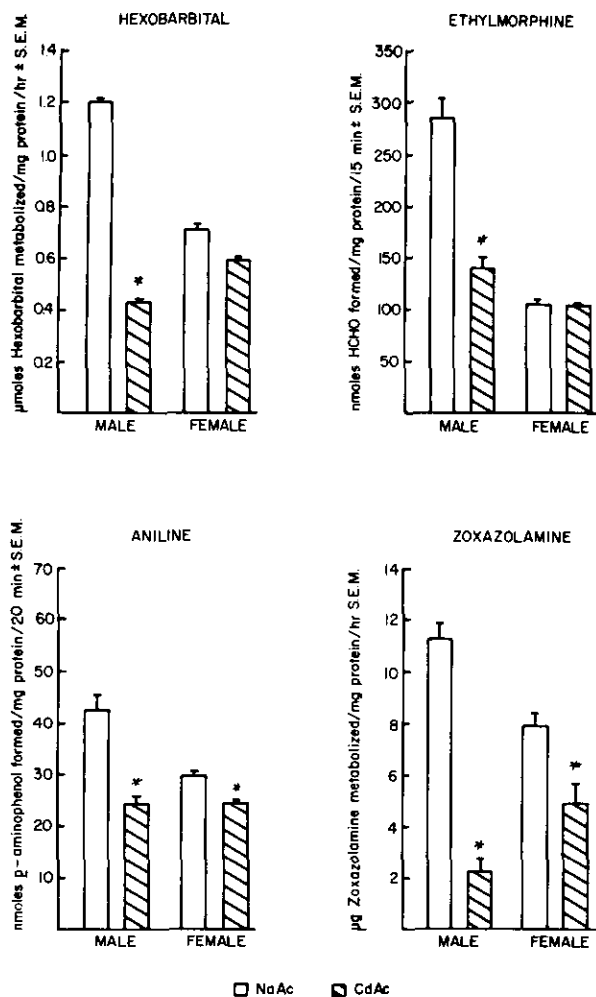 HEXOBARBITAL
μmoles Hexobarbital metabolized/mg protein/hr ± S.E.M.
1.4
1.2
1.0
0.8
0.6
0.4
0.2
*
MALE FEMALE
ETHYLMORPHINE
nmoles HCHO formed/mg protein/15 min ± S.E.M.
350
300
250
200
150
100
50
*
MALE FEMALE
ANILINE
nmoles p-aminophenol formed/mg protein/20 min ± S.E.M.
70
60
50
40
30
20
10
* *
MALE FEMALE
ZOXAZOLAMINE
μg Zoxazolamine metabolized/mg protein/hr S.E.M.
14
12
10
8
6
4
2
* *
MALE FEMALE
NaAc CdAc